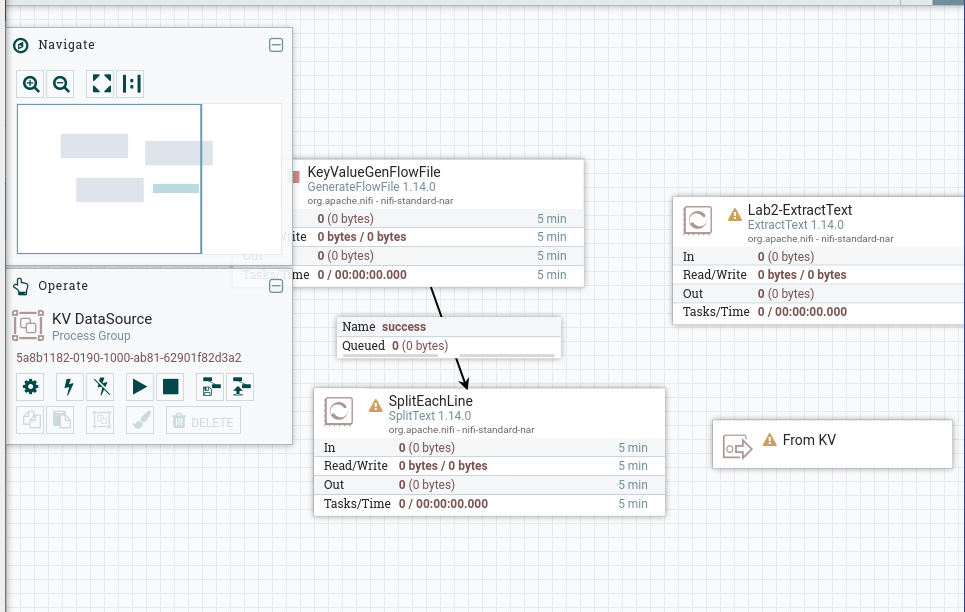 Navigate
KeyValueGenFlowFile
GenerateFlowFile 1.14.0
org.apache.nifi - nifi-standard-nar
0 (0 bytes) 5 min
Write 0 bytes / 0 bytes 5 min
Out 0 (0 bytes) 5 min
Tasks/Time 0 / 00:00:00.000 5 min
Lab2-ExtractText
ExtractText 1.14.0
org.apache.nifi - nifi-standard-nar
In 0 (0 bytes)
Read/Write 0 bytes / 0 bytes
Out 0 (0 bytes)
Tasks/Time 0 / 00:00:00.000
Operate
KV DataSource
Process Group
5a8b1182-0190-1000-ab81-62901f82d3a2
DELETE
Name success
Queued 0 (0 bytes)
SplitEachLine
SplitText 1.14.0
org.apache.nifi - nifi-standard-nar
In 0 (0 bytes) 5 min
Read/Write 0 bytes / 0 bytes 5 min
Out 0 (0 bytes) 5 min
Tasks/Time 0 / 00:00:00.000 5 min
From KV